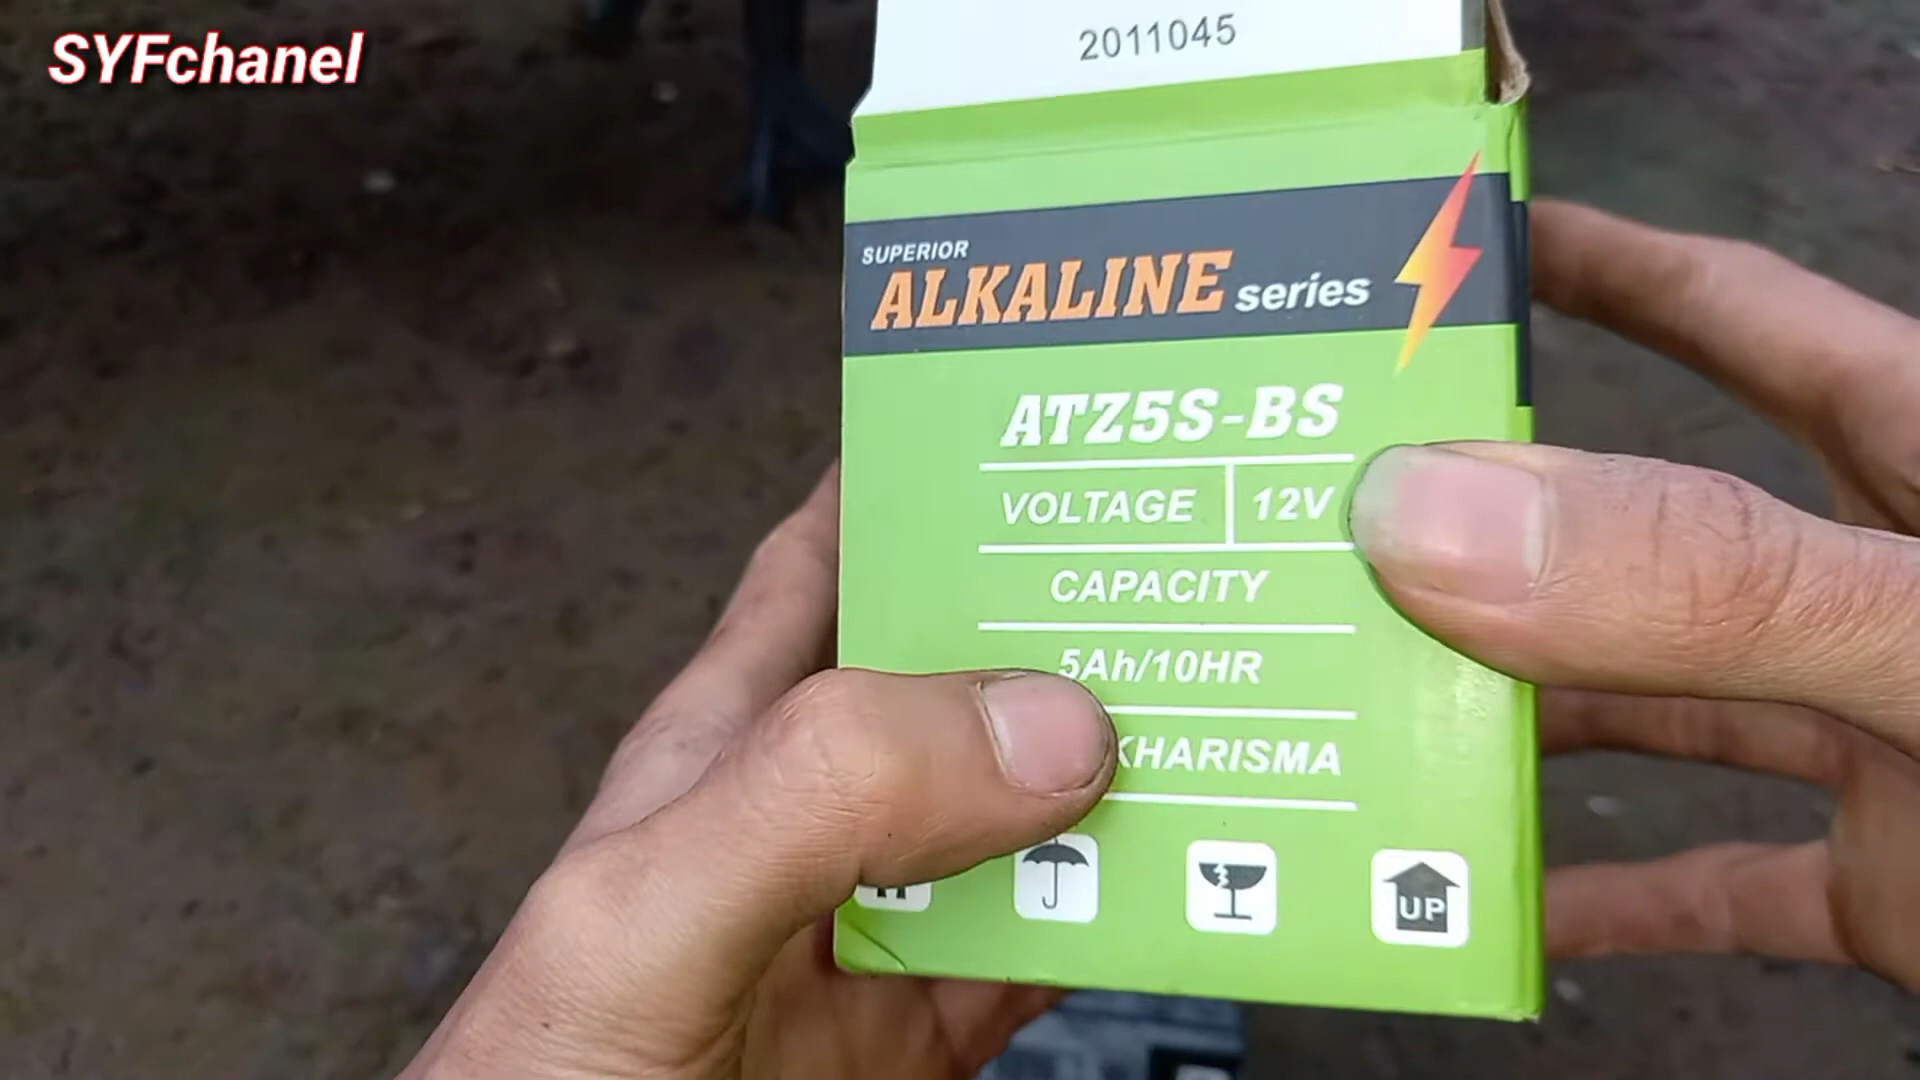 SYFchanel
2011045
SUPERIOR
ALKALINE series
ATZ5S-BS
VOLTAGE 12V
CAPACITY
5Ah/10HR
KHARISMA
UP